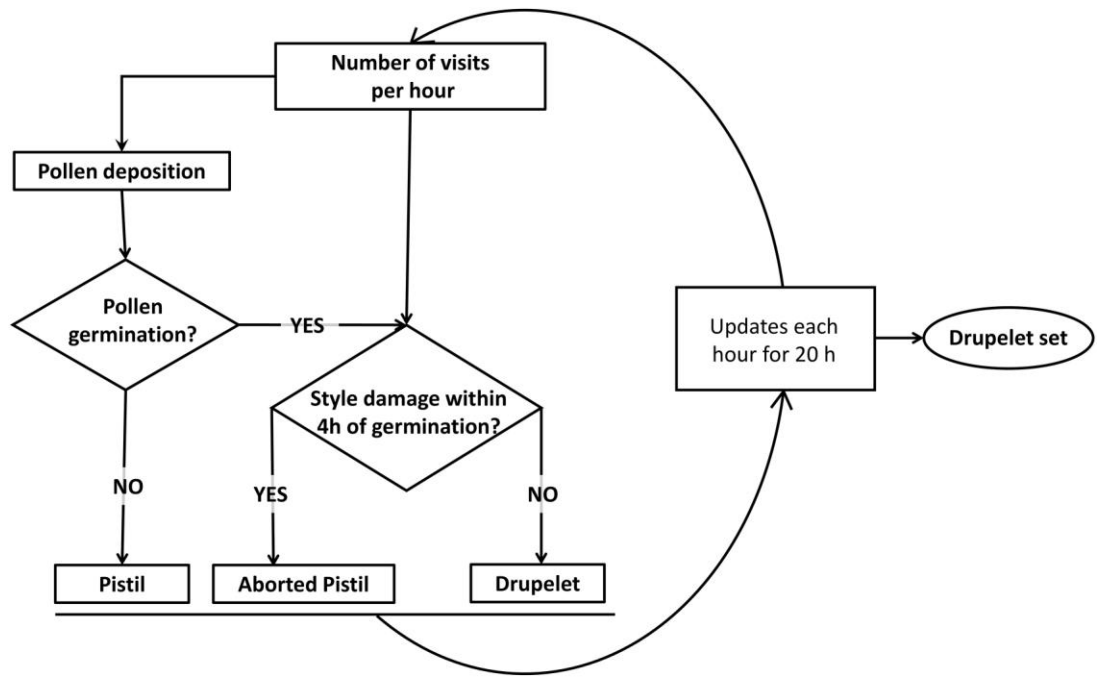 Number of visits
per hour
Pollen deposition
Pollen
germination?
YES
Style damage within
4h of germination?
NO
YES
NO
Pistil
Aborted Pistil
Drupelet
Updates each
hour for 20 h
Drupelet set